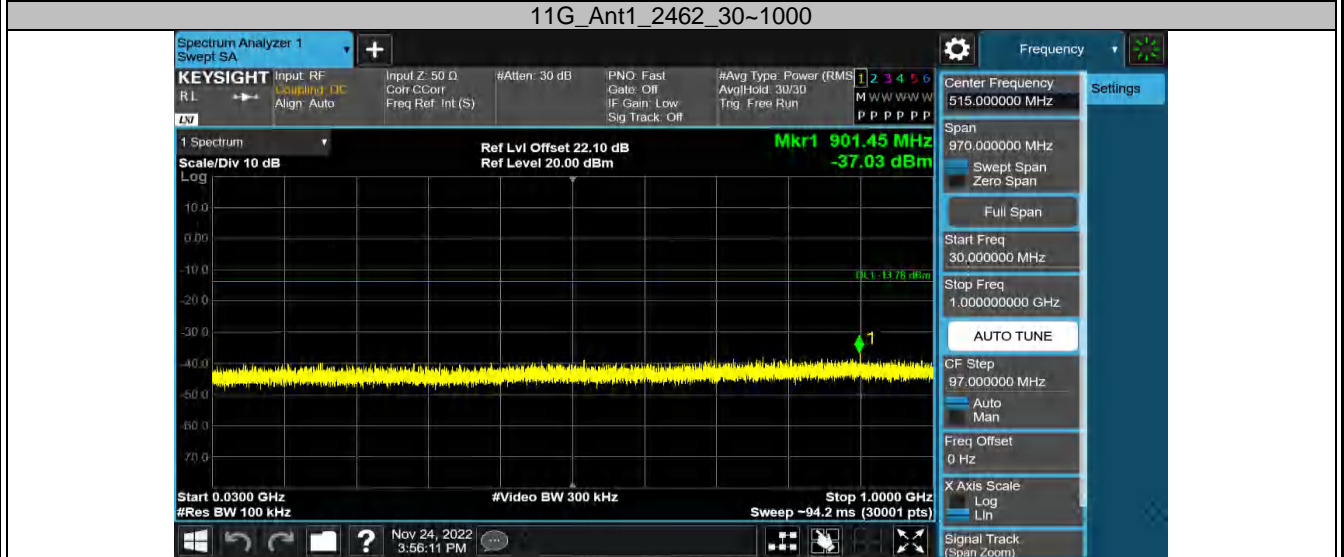 11G_Ant1_2462_30~1000
Spectrum Analyzer 1
Swept SA
Frequency
KEYSIGHT
RL
LXI
Input: RF
Coupling: DC
Align: Auto
Input Z: 50 Ω
Corr CCorr
Freq Ref: Int (S)
#Atten: 30 dB
PNO: Fast
Gate: Off
IF Gain: Low
Sig Track: Off
#Avg Type: Power (RMS
Avg|Hold: 30/30
Trig: Free Run
1 2 3 4 5 6
M W W W W W
P P P P P P
1 Spectrum
Scale/Div 10 dB
Log
Ref Lvl Offset 22.10 dB
Ref Level 20.00 dBm
Mkr1 901.45 MHz
-37.03 dBm
10.0
0.00
-10.0
-20.0
-30.0
-40.0
-50.0
-60.0
-70.0
DL1 -13.78 dBm
1
Start 0.0300 GHz
#Res BW 100 kHz
#Video BW 300 kHz
Stop 1.0000 GHz
Sweep ~94.2 ms (30001 pts)
Nov 24, 2022
3:56:11 PM
Center Frequency
515.000000 MHz
Settings
Span
970.000000 MHz
Swept Span
Zero Span
Full Span
Start Freq
30.000000 MHz
Stop Freq
1.000000000 GHz
AUTO TUNE
CF Step
97.000000 MHz
Auto
Man
Freq Offset
0 Hz
X Axis Scale
Log
Lin
Signal Track
(Span Zoom)